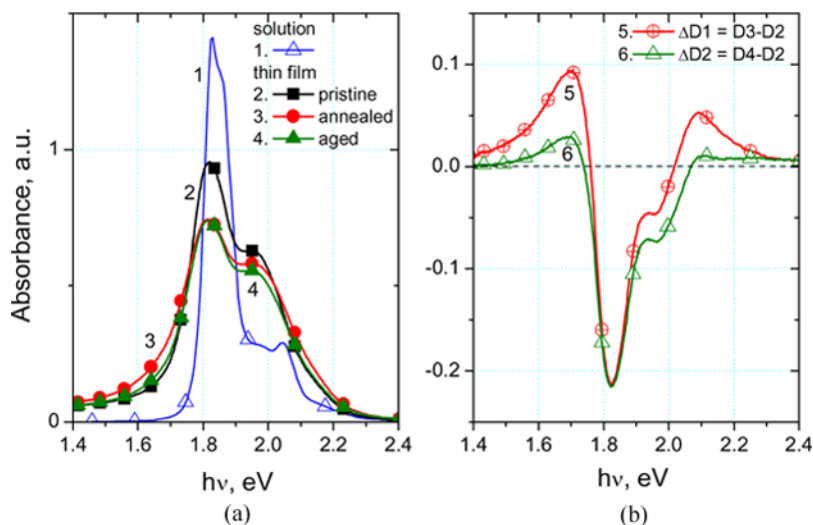 solution
1.
thin film
2. pristine
3. annealed
4. aged
1
2
3
4
Absorbance, a.u.
1
0
1.4 1.6 1.8 2.0 2.2 2.4
hν, eV
(a)
5. ΔD1 = D3-D2
6. ΔD2 = D4-D2
5
6
0.1
0.0
-0.1
-0.2
1.4 1.6 1.8 2.0 2.2 2.4
hν, eV
(b)